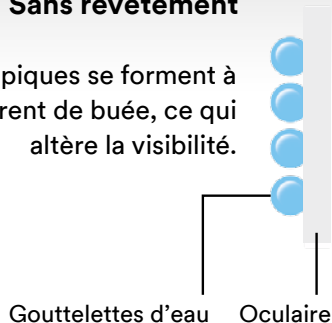 Sans revêtement
piques se forment à
rent de buée, ce qui
altère la visibilité.
Gouttelettes d'eau Oculaire